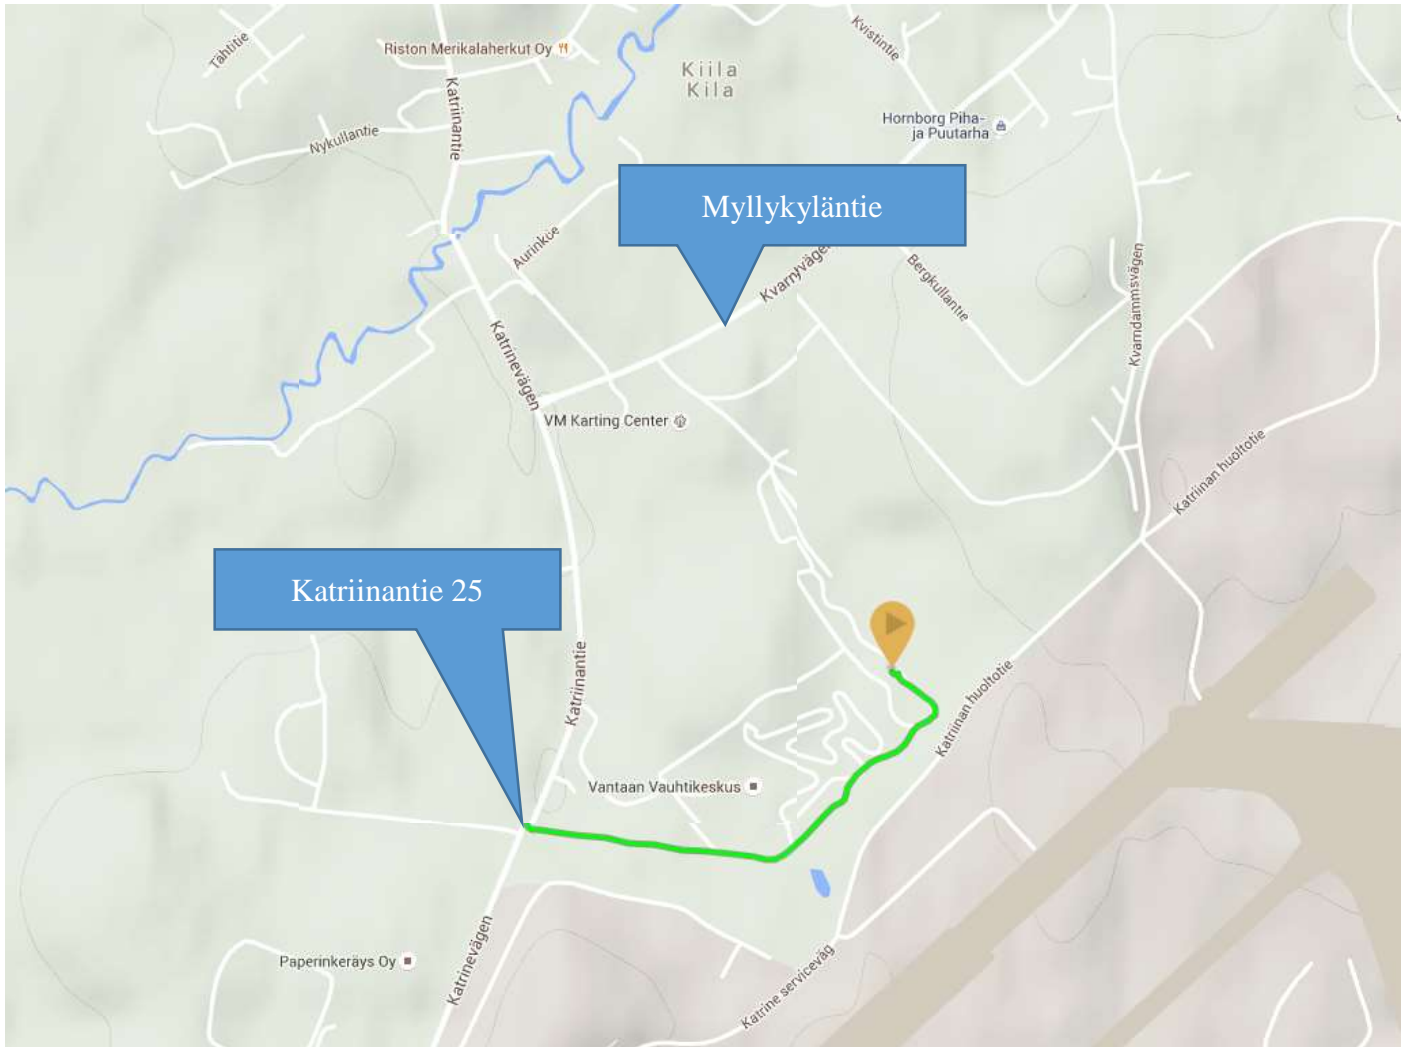 Tähtitie
Riston Merikalaherkut Oy
Kiila
Kila
Kvistintie
Katriinantie
Nykullantie
Hornborg Piha-
ja Puutarha
Myllykyläntie
Aurinkoe
Kvarnvägen
Bergkullantie
Kvarndammsvägen
Katrinevägen
VM Karting Center
Katriinan huoltotie
Katriinantie 25
Katriinantie
Katriinan huoltotie
Vantaan Vauhtikeskus
Paperinkeräys Oy
Katrinevägen
Katrine serviceväg